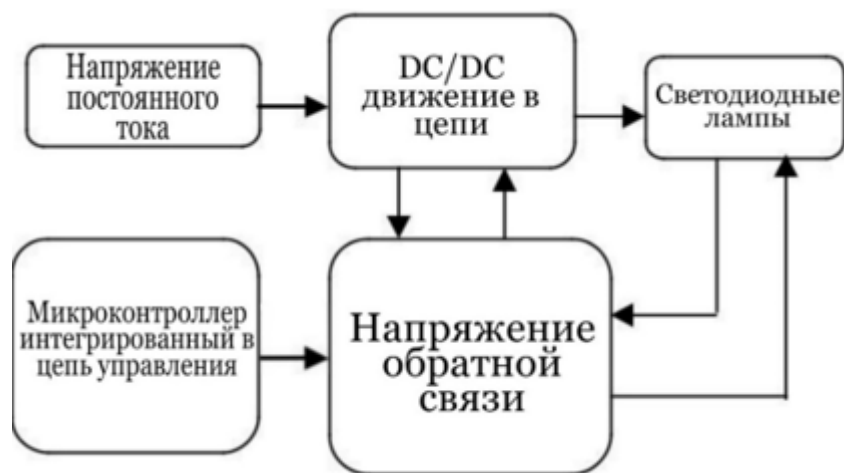 Напряжение
постоянного
тока
DC/DC
движение в
цепи
Светодиодные
лампы
Микроконтроллер
интегрированный в
цепь управления
Напряжение
обратной
связи